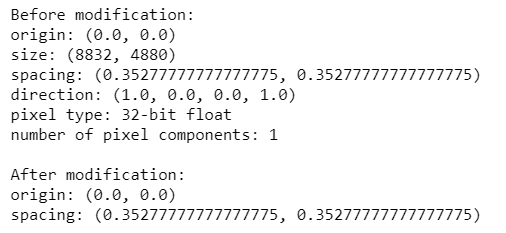 Before modification:
origin: (0.0, 0.0)
size: (8832, 4880)
spacing: (0.35277777777777775, 0.35277777777777775)
direction: (1.0, 0.0, 0.0, 1.0)
pixel type: 32-bit float
number of pixel components: 1
After modification:
origin: (0.0, 0.0)
spacing: (0.35277777777777775, 0.35277777777777775)